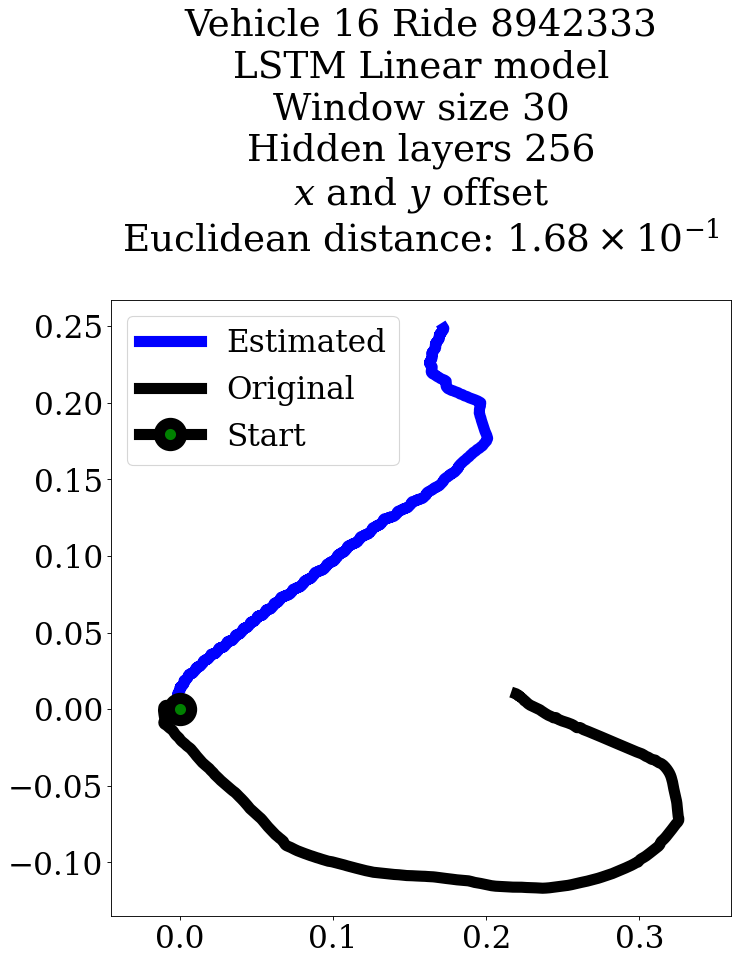 Vehicle 16 Ride 8942333
LSTM Linear model
Window size 30
Hidden layers 256
x and y offset
Euclidean distance: 1.68 × 10⁻¹
Estimated
Original
Start
0.25
0.20
0.15
0.10
0.05
0.00
−0.05
−0.10
0.0 0.1 0.2 0.3